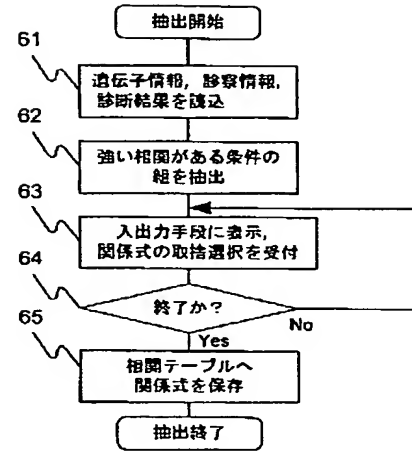 抽出開始
61
遺伝子情報，診察情報，
診断結果を読込
62
強い相関がある条件の
組を抽出
63
入出力手段に表示，
関係式の取捨選択を受付
64
終了か？
No
Yes
65
相関テーブルへ
関係式を保存
抽出終了